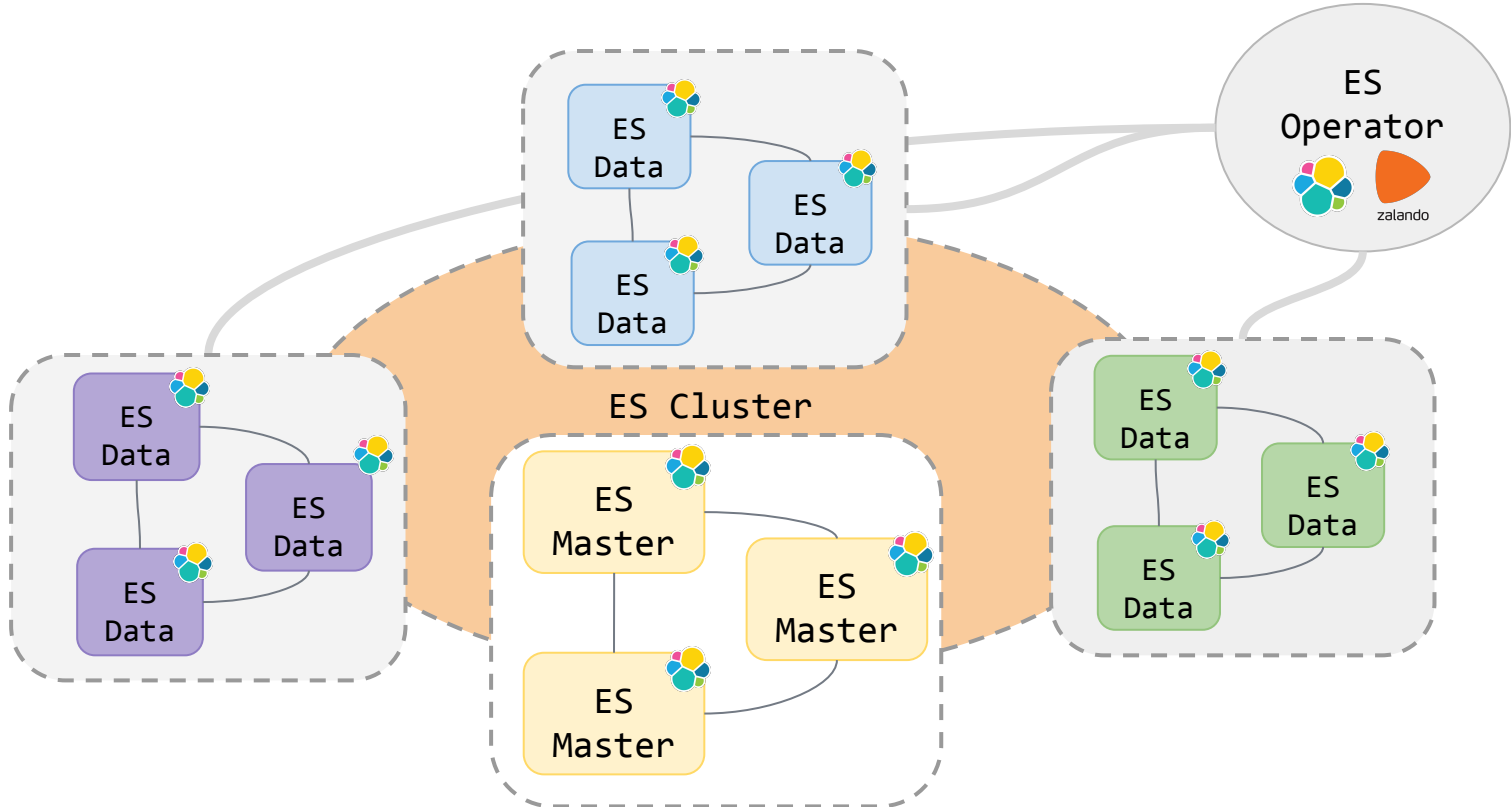 ES
Operator
zalando
ES
Data
ES
Data
ES
Data
ES Cluster
ES
Data
ES
Data
ES
Data
ES
Master
ES
Master
ES
Master
ES
Data
ES
Data
ES
Data